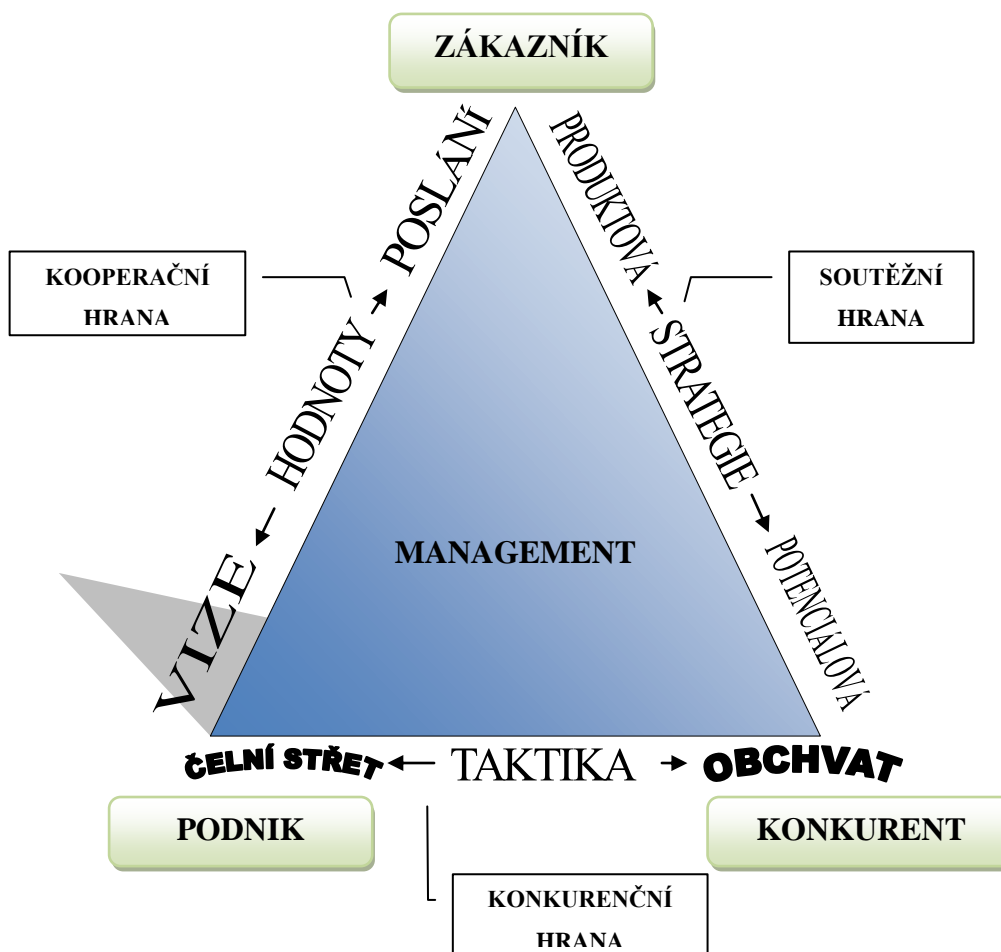 ZÁKAZNÍK
POSLÁNÍ
PRODUKTOVÁ
KOOPERAČNÍ
HRANA
SOUTĚŽNÍ
HRANA
HODNOTY
STRATEGIE
MANAGEMENT
VIZE
POTENCIÁLOVÁ
ČELNÍ STŘET
TAKTIKA
OBCHVAT
PODNIK
KONKURENT
KONKURENČNÍ
HRANA